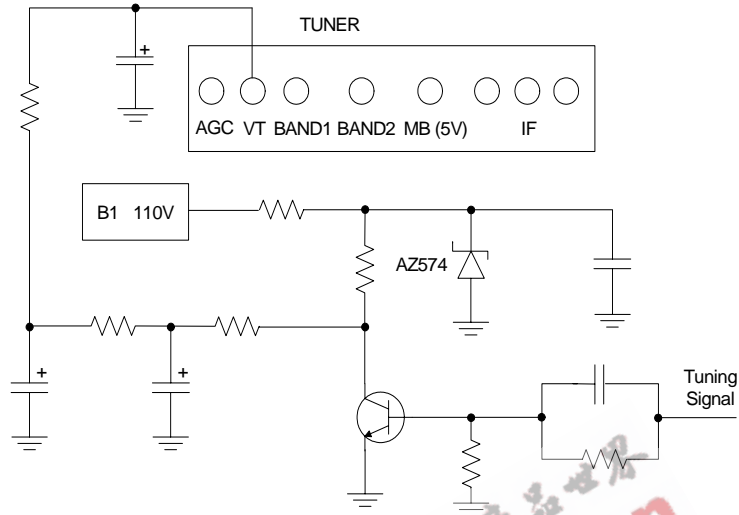 TUNER
AGC VT BAND1 BAND2 MB (5V) IF
B1 110V
AZ574
+
+
+
Tuning
Signal